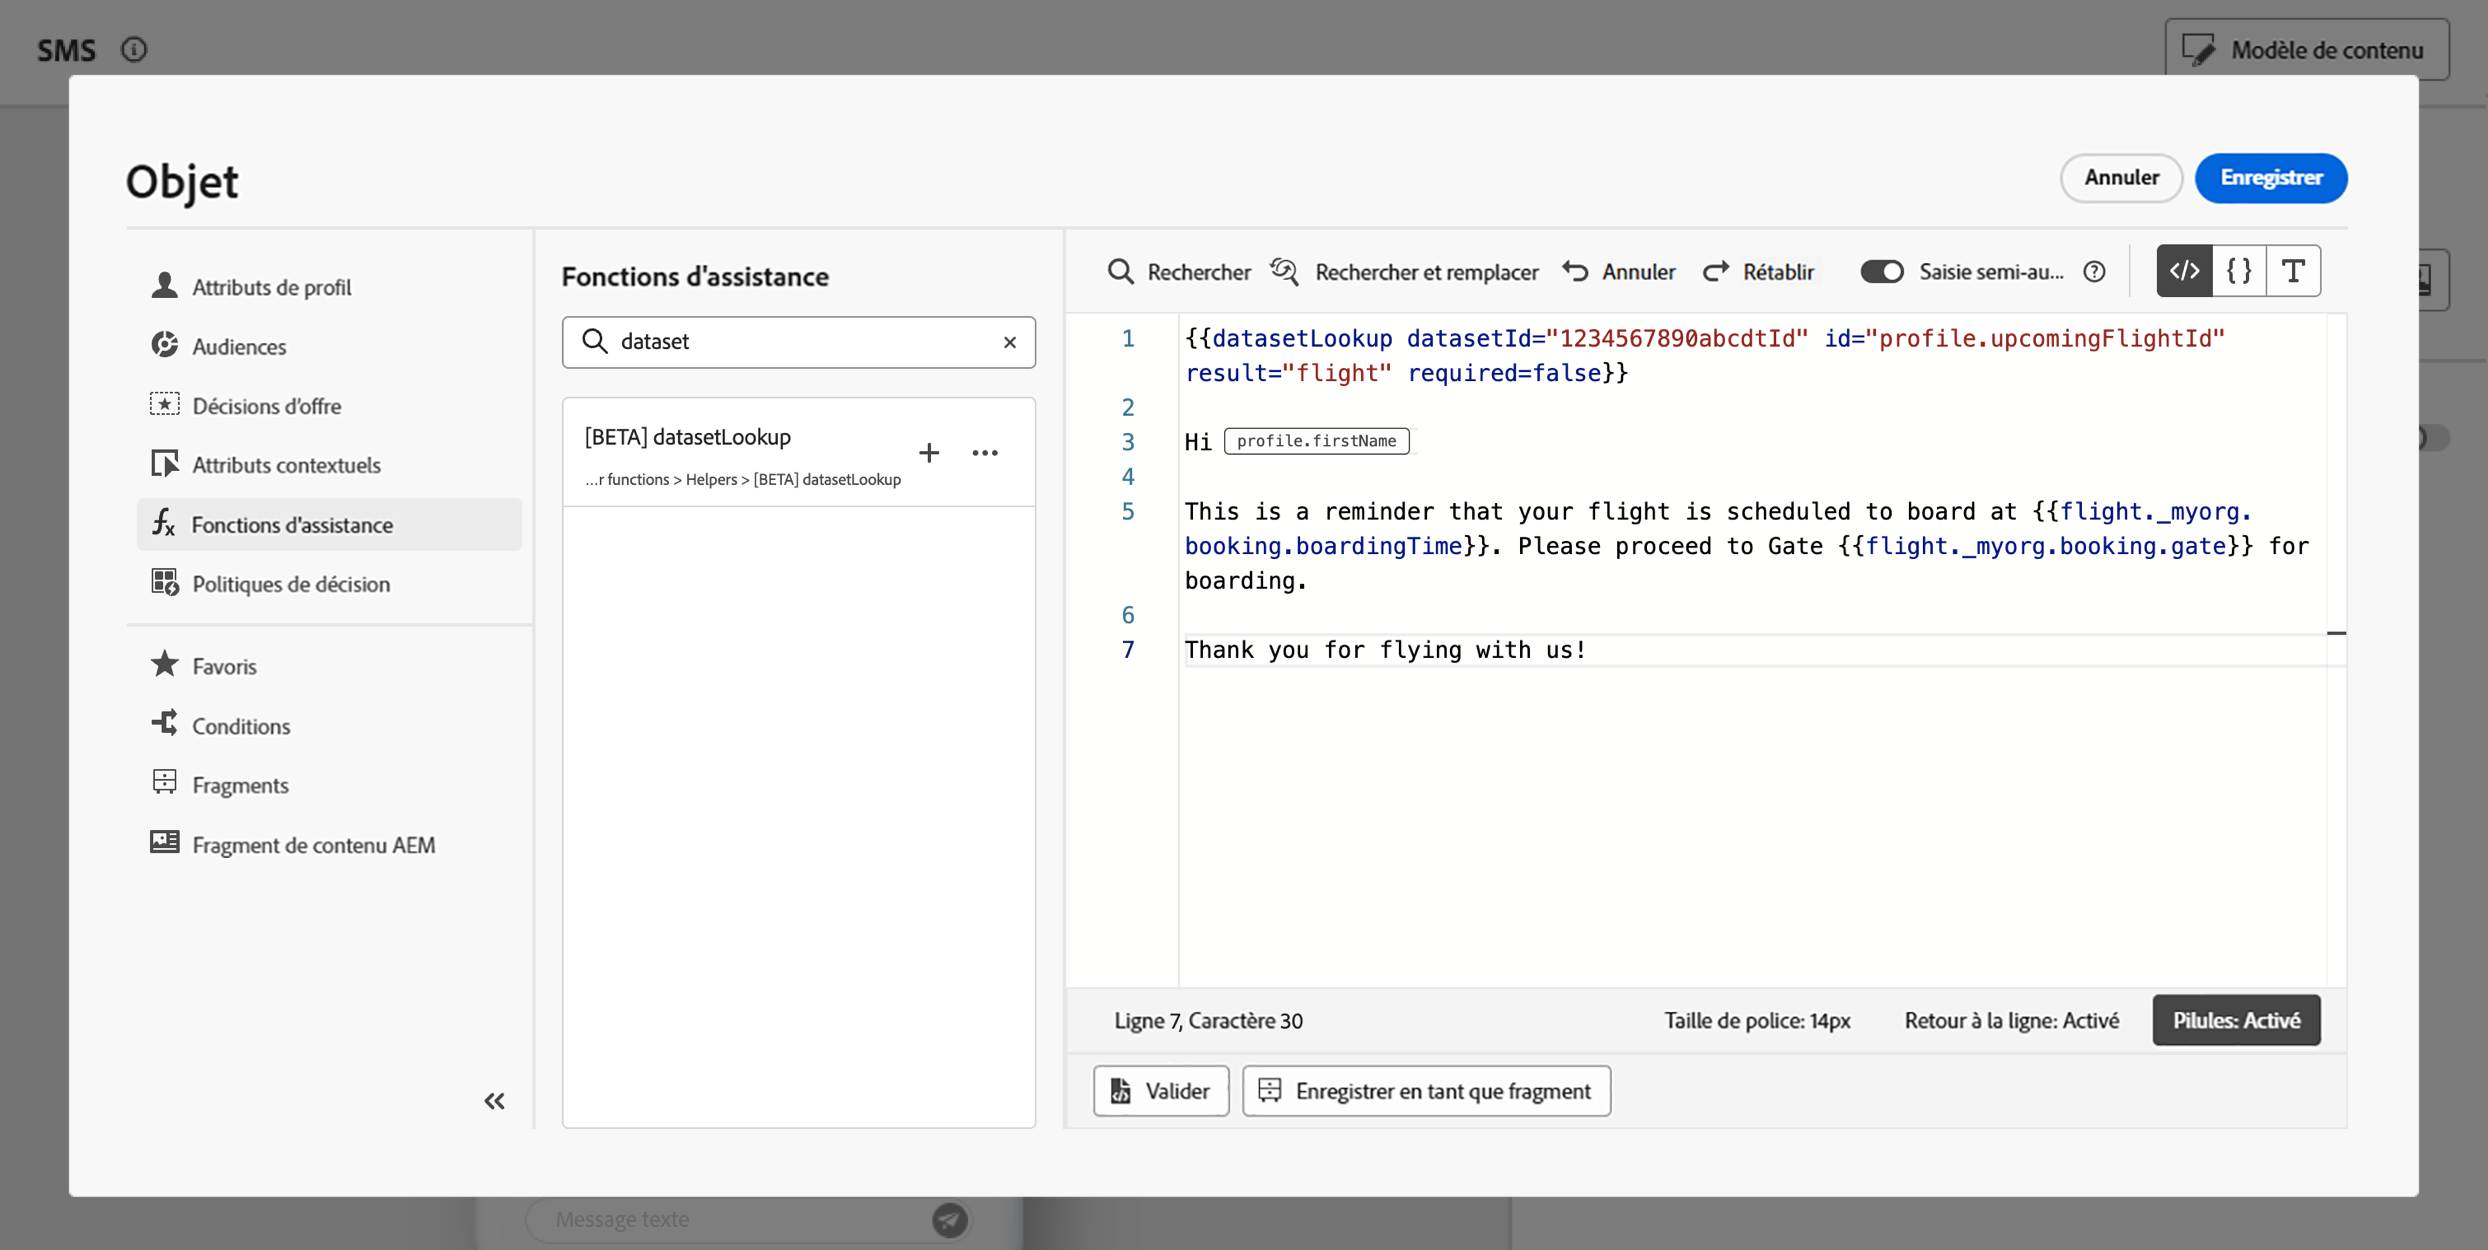 SMS
Modèle de contenu
Objet
Annuler
Enregistrer
Attributs de profil
Audiences
Décisions d'offre
Attributs contextuels
Fonctions d'assistance
Politiques de décision
Favoris
Conditions
Fragments
Fragment de contenu AEM
Fonctions d'assistance
dataset
[BETA] datasetLookup
...r functions > Helpers > [BETA] datasetLookup
Rechercher
Rechercher et remplacer
Annuler
Rétablir
Saisie semi-au...
1 {{datasetLookup datasetId="1234567890abcdtId" id="profile.upcomingFlightId"
result="flight" required=false}}
2
3 Hi profile.firstName
4
5 This is a reminder that your flight is scheduled to board at {{flight._myorg.
booking.boardingTime}}. Please proceed to Gate {{flight._myorg.booking.gate}} for
boarding.
6
7 Thank you for flying with us!
Ligne 7, Caractère 30
Taille de police: 14px
Retour à la ligne: Activé
Pilules: Activé
Valider
Enregistrer en tant que fragment
Message texte